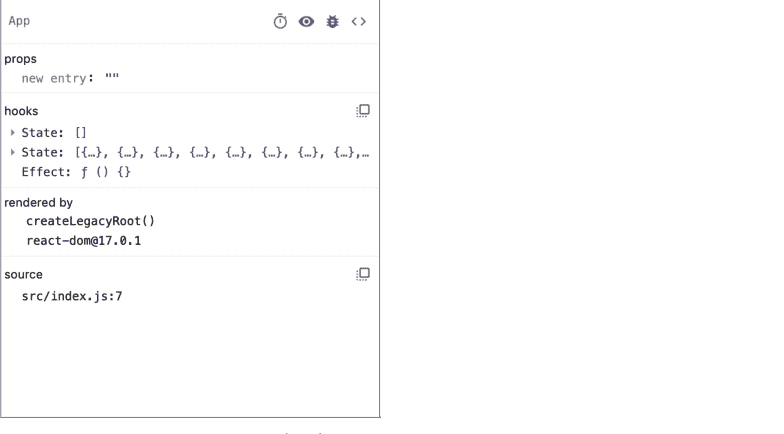 App
props
new entry: ""
hooks
State: []
State: [{…}, {…}, {…}, {…}, {…}, {…}, {…}, {…},…
Effect: ƒ () {}
rendered by
createLegacyRoot()
react-dom@17.0.1
source
src/index.js:7